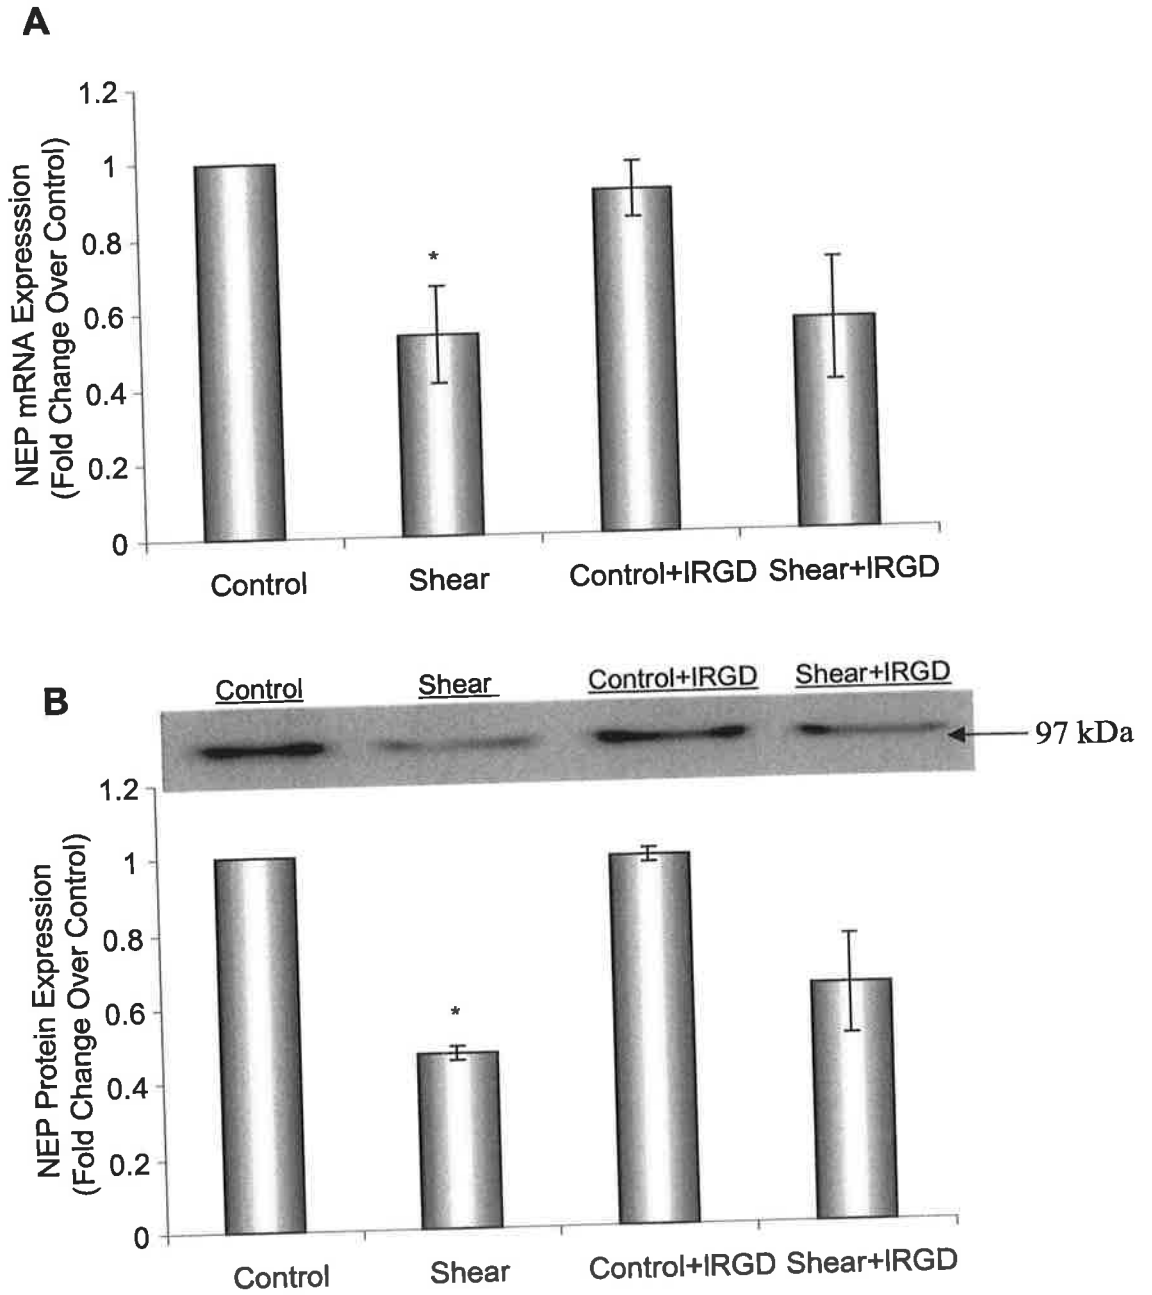 A
NEP mRNA Expresssion
(Fold Change Over Control)
1.2
1
0.8
0.6
0.4
0.2
0
*
Control Shear Control+IRGD Shear+IRGD
B
Control Shear Control+IRGD Shear+IRGD
97 kDa
NEP Protein Expression
(Fold Change Over Control)
1.2
1
0.8
0.6
0.4
0.2
0
*
Control Shear Control+IRGD Shear+IRGD